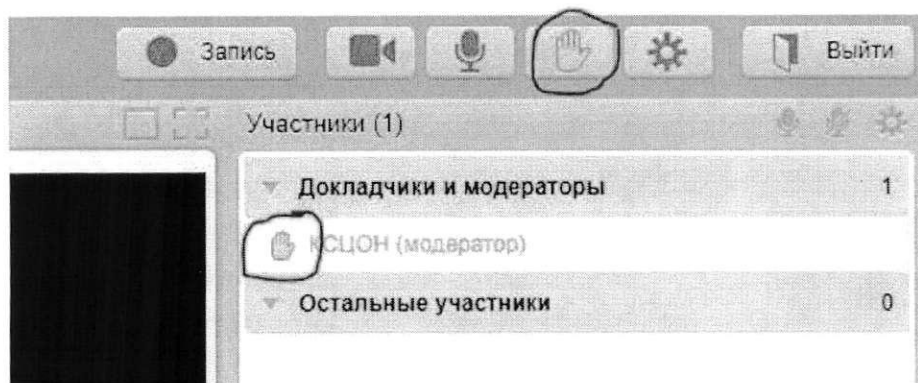 Запись
Выйти
Участники (1)
Докладчики и модераторы 1
КСЦОН (модератор)
Остальные участники 0